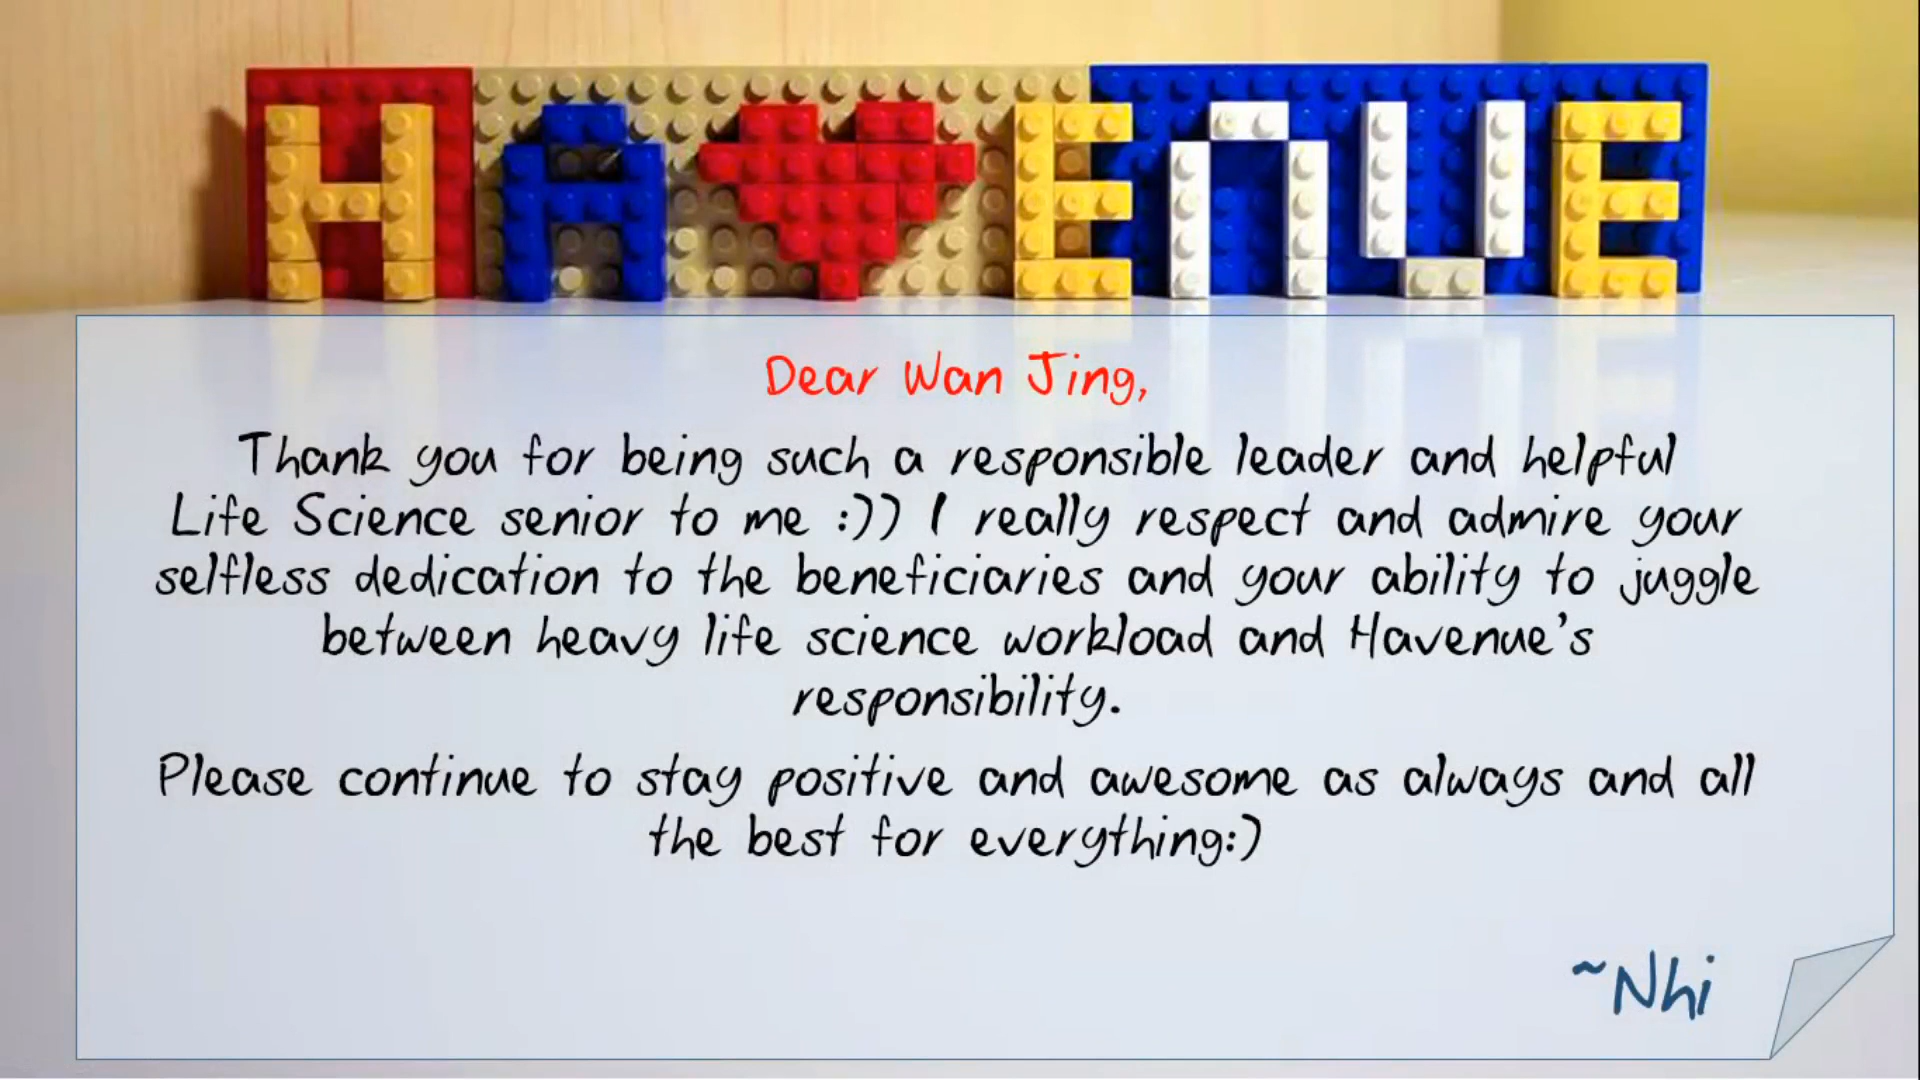 HA♥EnUE
Dear Wan Jing,
Thank you for being such a responsible leader and helpful
Life Science senior to me :)) I really respect and admire your
selfless dedication to the beneficiaries and your ability to juggle
between heavy life science workload and Havenue's
responsibility.
Please continue to stay positive and awesome as always and all
the best for everything:)
~Nhi